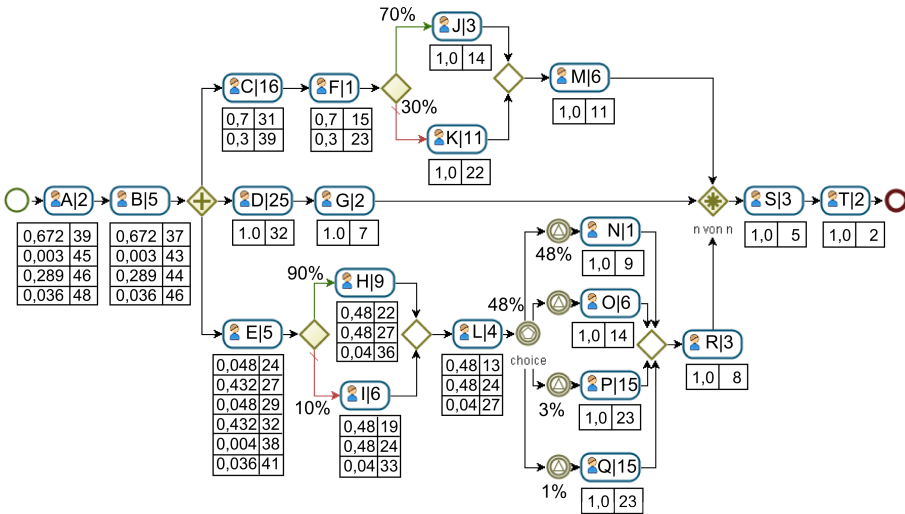 70%
J|3
1,0 14
C|16
0,7 31
0,3 39
F|1
0,7 15
0,3 23
30%
K|11
1,0 22
M|6
1,0 11
A|2
0,672 39
0,003 45
0,289 46
0,036 48
B|5
0,672 37
0,003 43
0,289 44
0,036 46
D|25
1.0 32
G|2
1.0 7
n von n
S|3
1,0 5
T|2
1,0 2
E|5
0,048 24
0,432 27
0,048 29
0,432 32
0,004 38
0,036 41
90%
H|9
0,48 22
0,48 27
0,04 36
10%
I|6
0,48 19
0,48 24
0,04 33
L|4
0,48 13
0,48 24
0,04 27
choice
48%
N|1
1,0 9
48%
O|6
1,0 14
3%
P|15
1,0 23
1%
Q|15
1,0 23
R|3
1,0 8